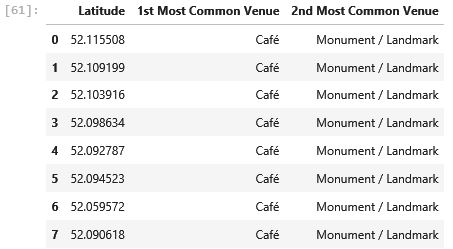 [61]:
Latitude 1st Most Common Venue 2nd Most Common Venue
0 52.115508 Café Monument / Landmark
1 52.109199 Café Monument / Landmark
2 52.103916 Café Monument / Landmark
3 52.098634 Café Monument / Landmark
4 52.092787 Café Monument / Landmark
5 52.094523 Café Monument / Landmark
6 52.059572 Café Monument / Landmark
7 52.090618 Café Monument / Landmark